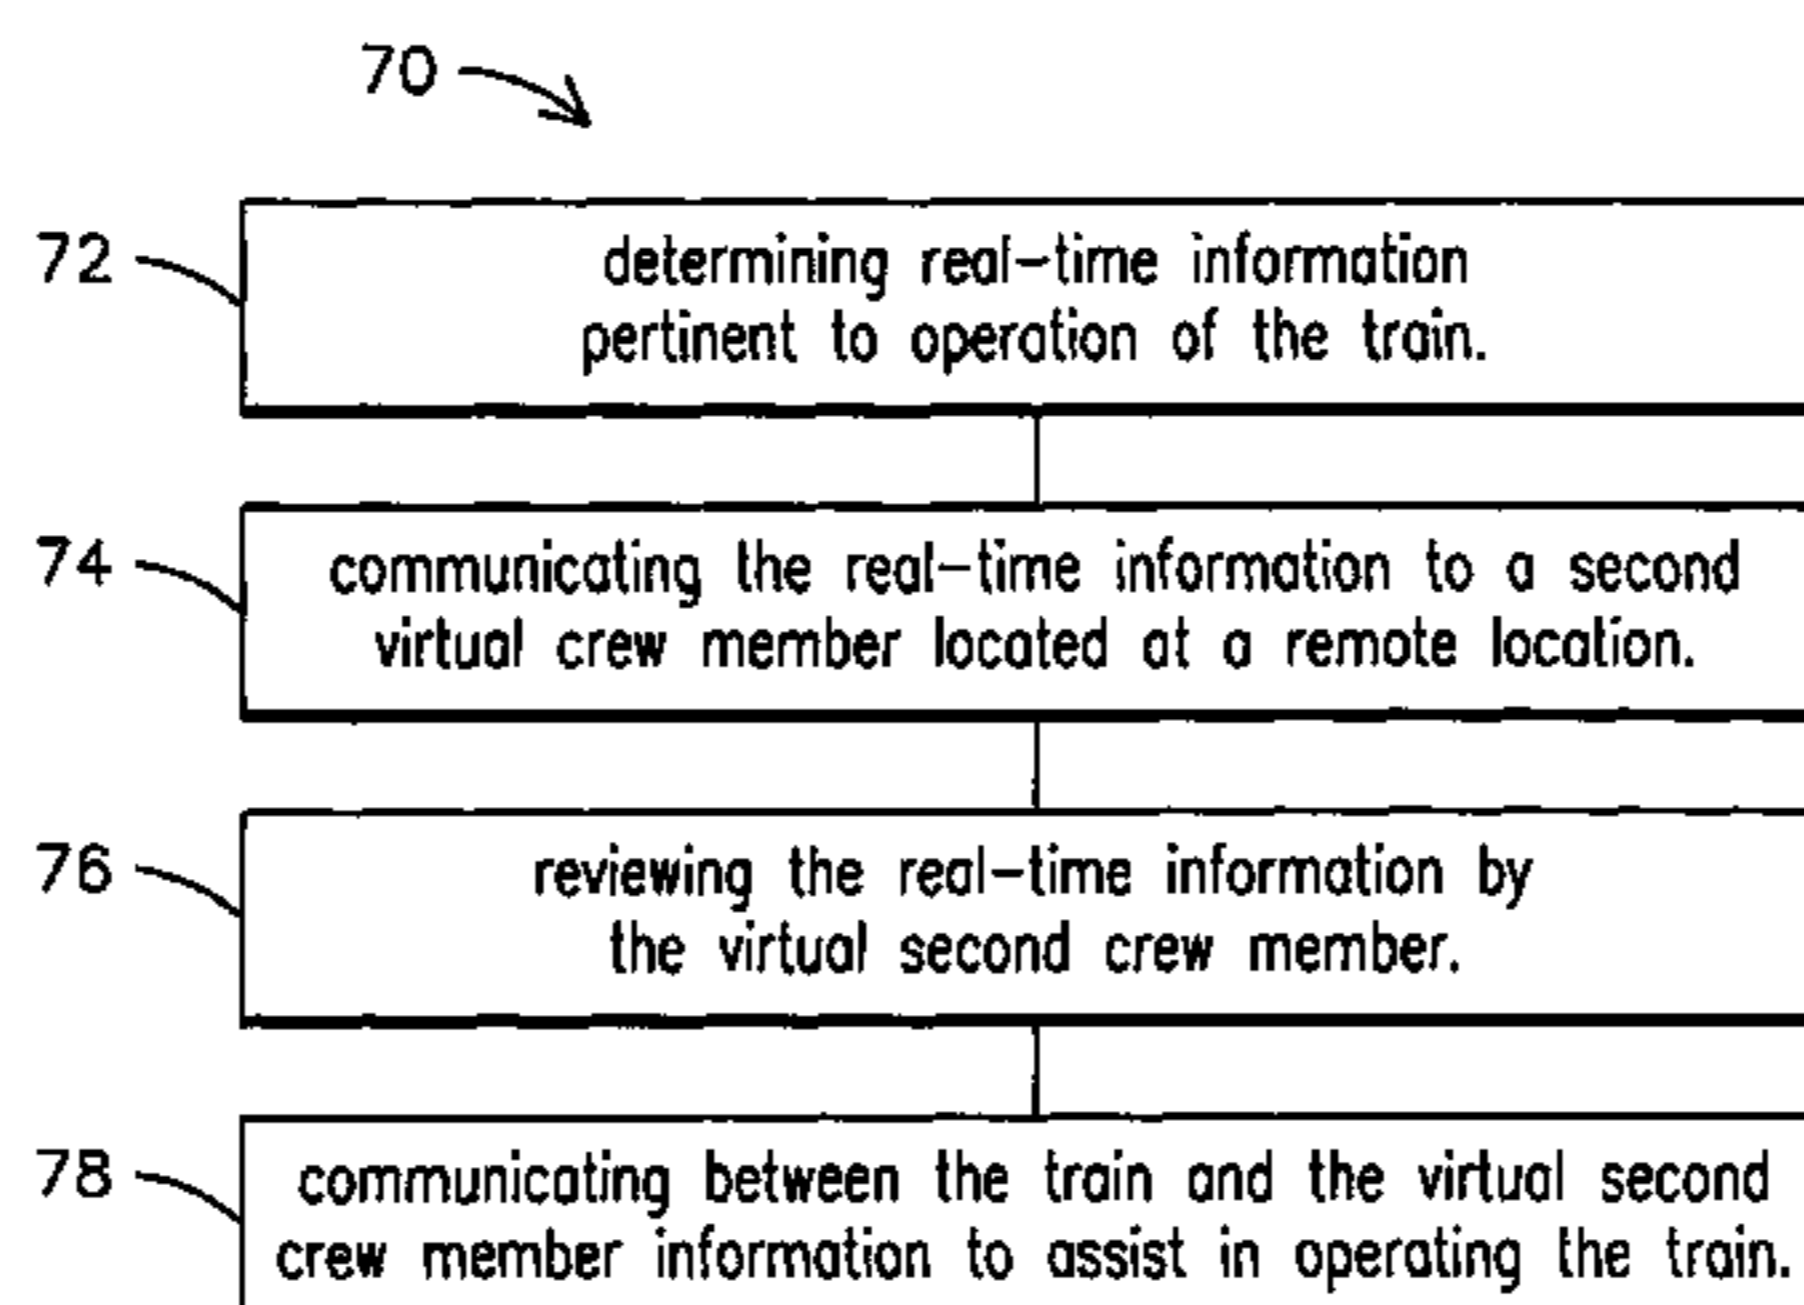 70
72
determining real-time information
pertinent to operation of the train.
74
communicating the real-time information to a second
virtual crew member located at a remote location.
76
reviewing the real-time information by
the virtual second crew member.
78
communicating between the train and the virtual second
crew member information to assist in operating the train.